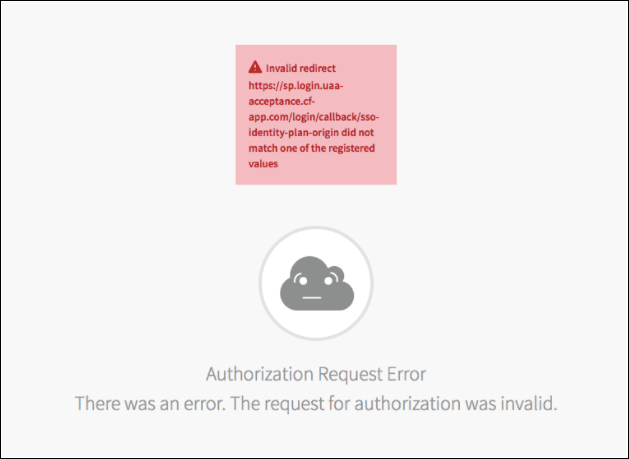 Invalid redirect
https://sp.login.uaa-
acceptance.cf-
app.com/login/callback/sso-
identity-plan-origin did not
match one of the registered
values
Authorization Request Error
There was an error. The request for authorization was invalid.